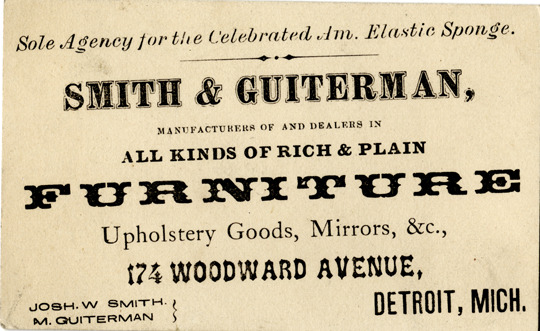 Sole Agency for the Celebrated Am. Elastic Sponge.
SMITH & GUITERMAN,
MANUFACTURERS OF AND DEALERS IN
ALL KINDS OF RICH & PLAIN
FURNITURE
Upholstery Goods, Mirrors, &c.,
174 WOODWARD AVENUE,
DETROIT, MICH.
JOSH. W SMITH.
M. GUITERMAN